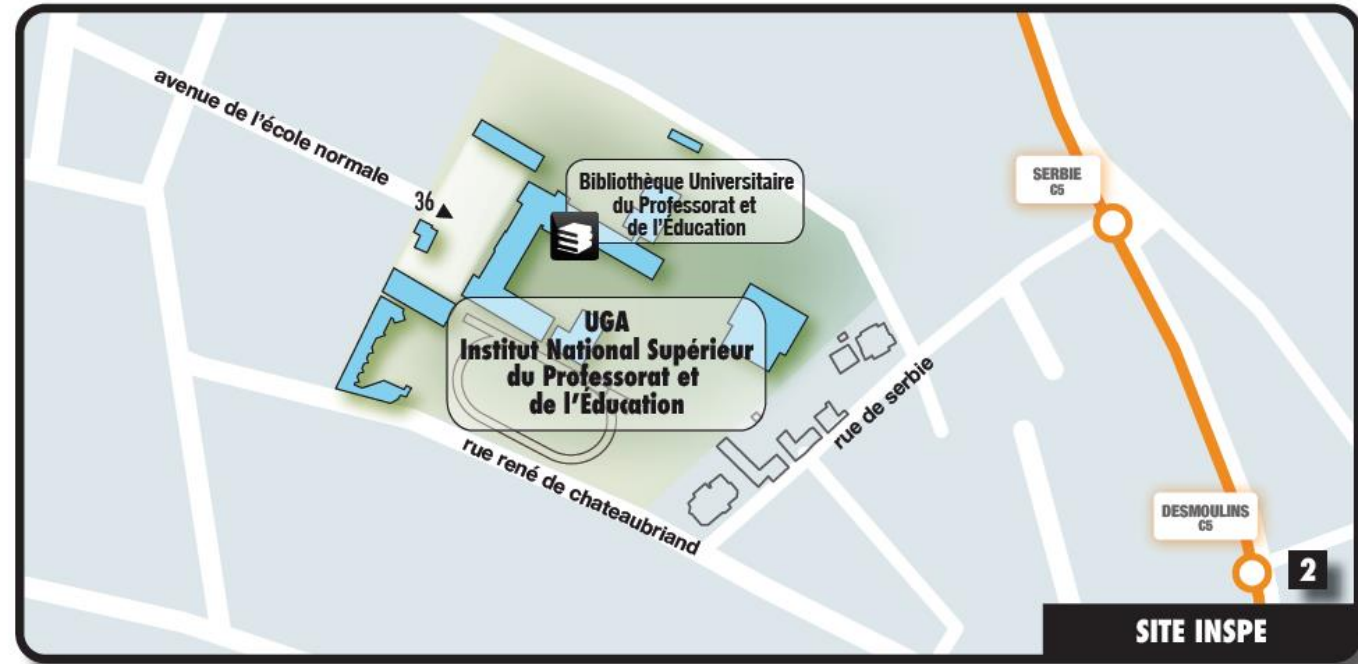 avenue de l'école normale
36
Bibliothèque Universitaire
du Professorat et
de l'Éducation
SERBIE
C5
UGA
Institut National Supérieur
du Professorat et
de l'Éducation
rue de serbie
rue rené de chateaubriand
DESMOULINS
C5
2
SITE INSPE